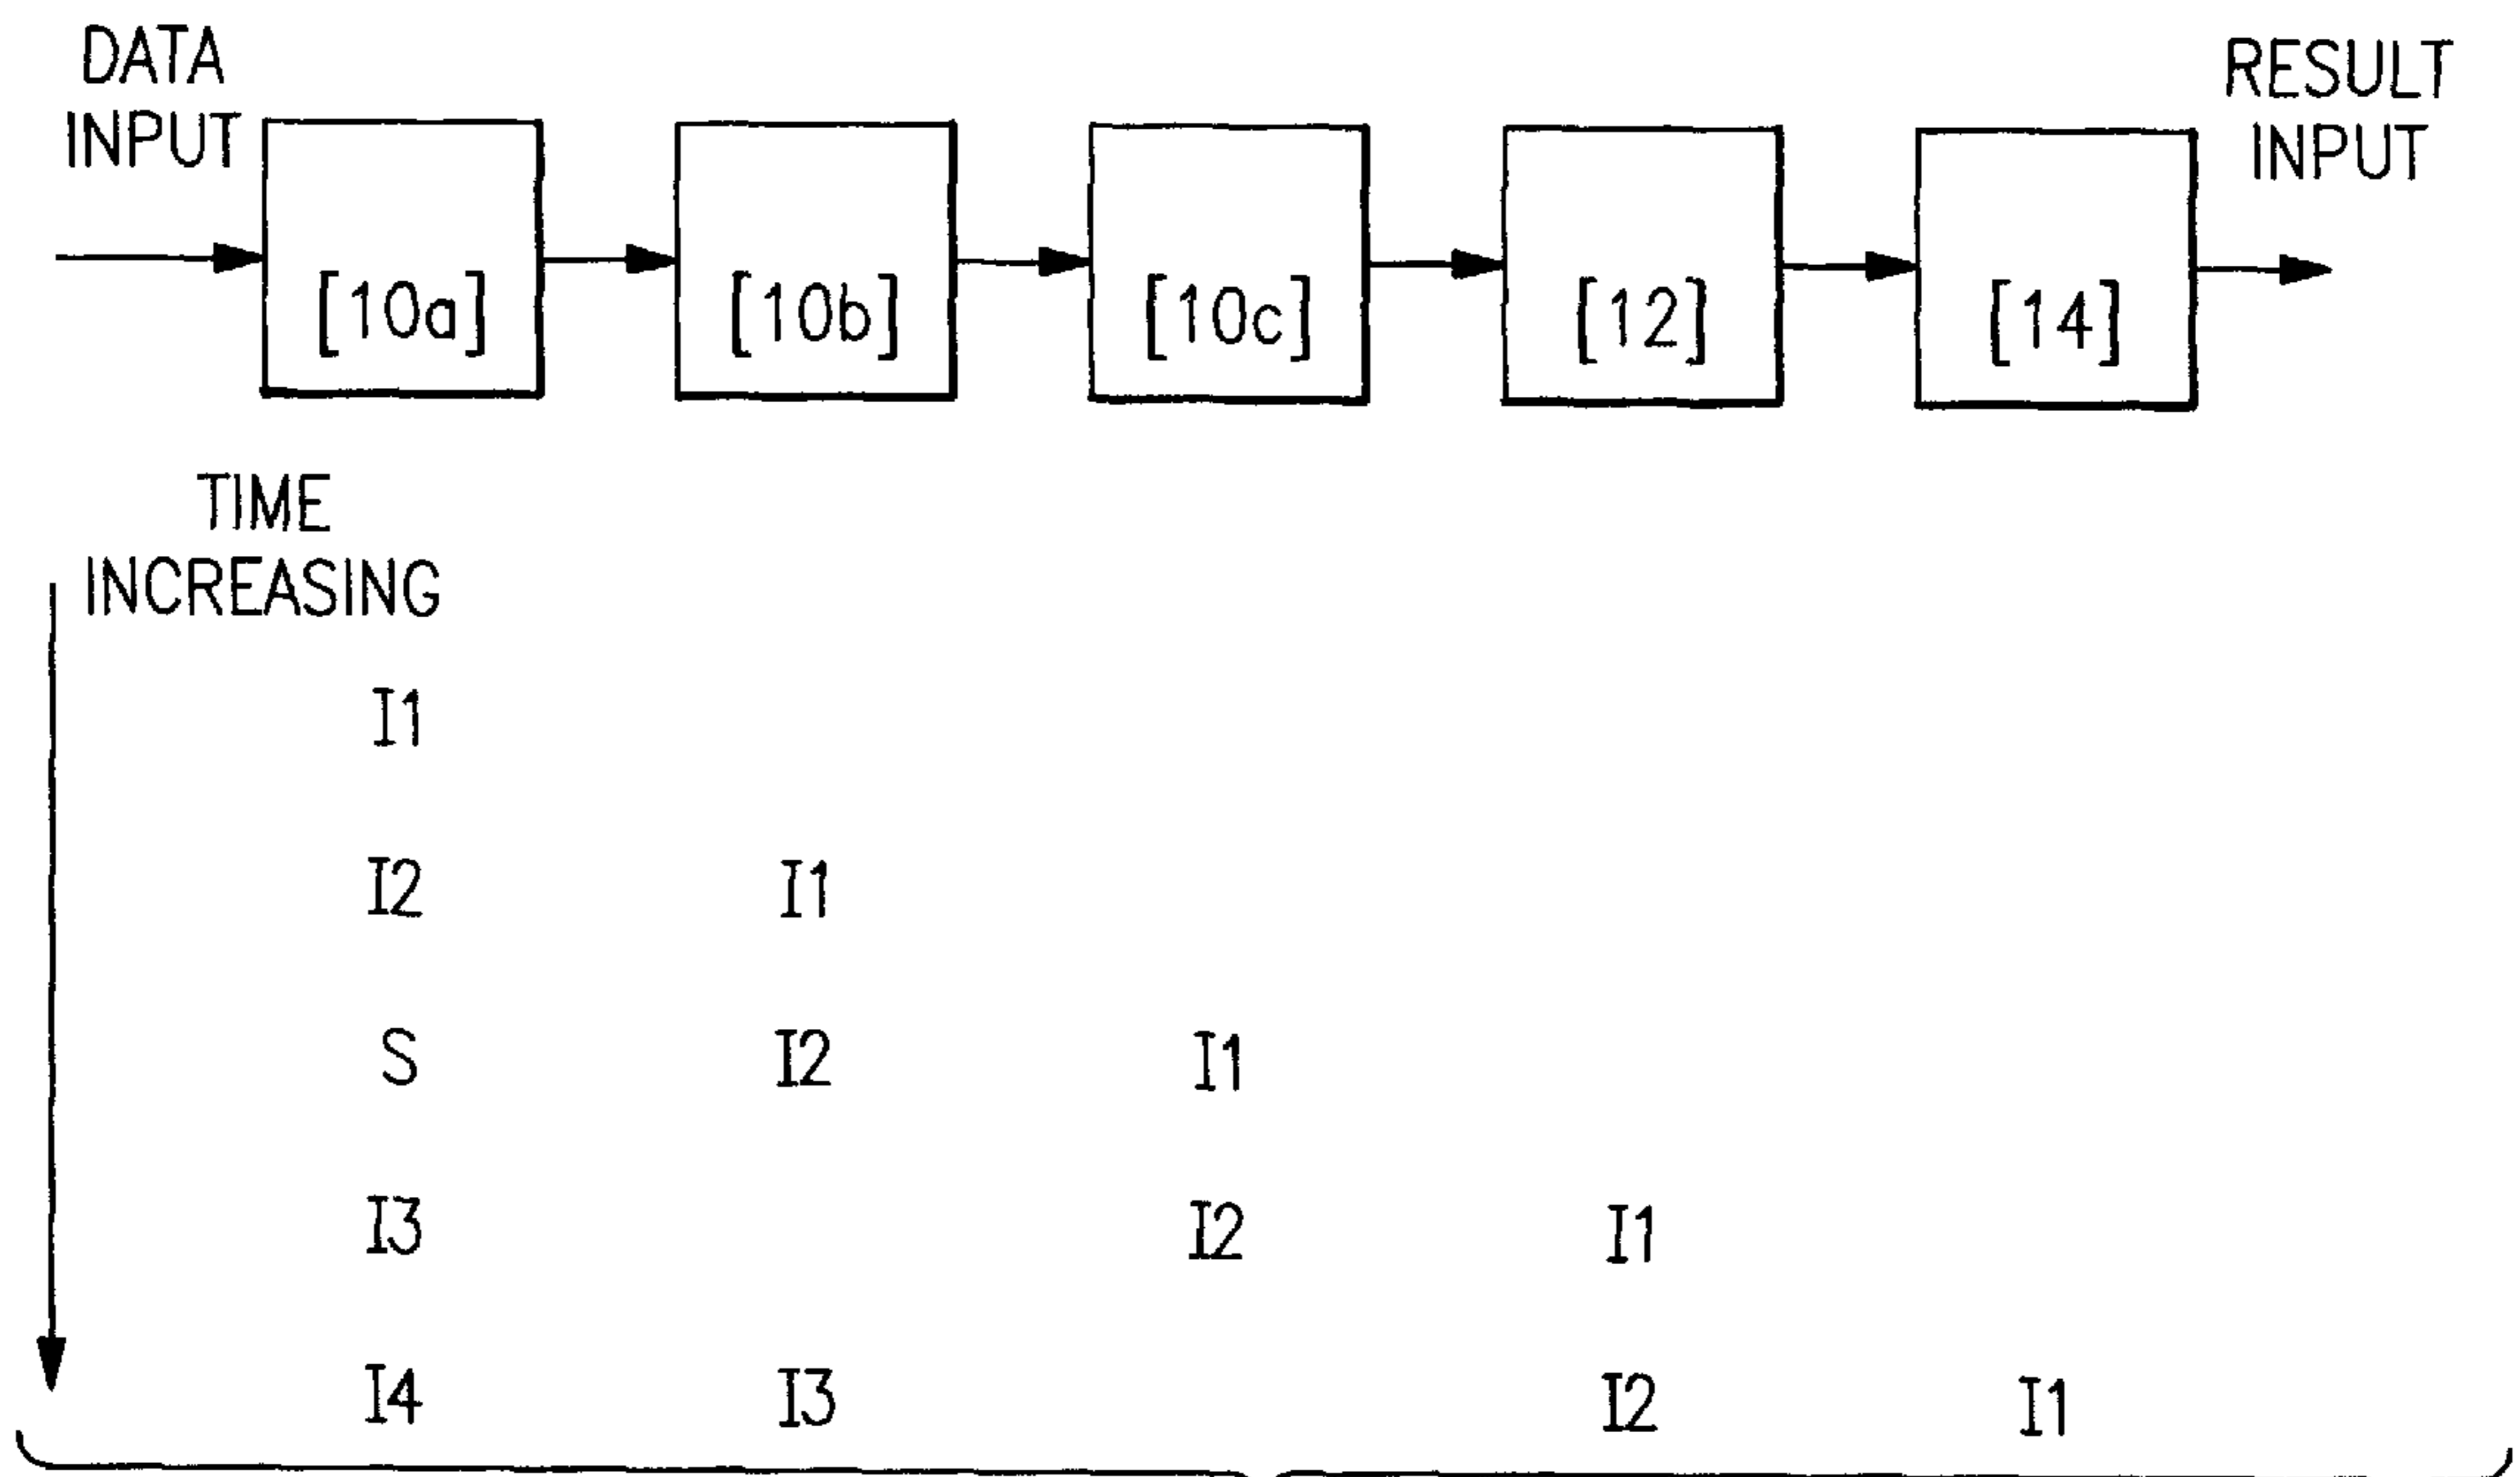 DATA
INPUT
RESULT
INPUT
[10a] [10b] [10c] [12] [14]
TIME
INCREASING
I1
I2 I1
S I2 I1
I3 I2 I1
I4 I3 I2 I1